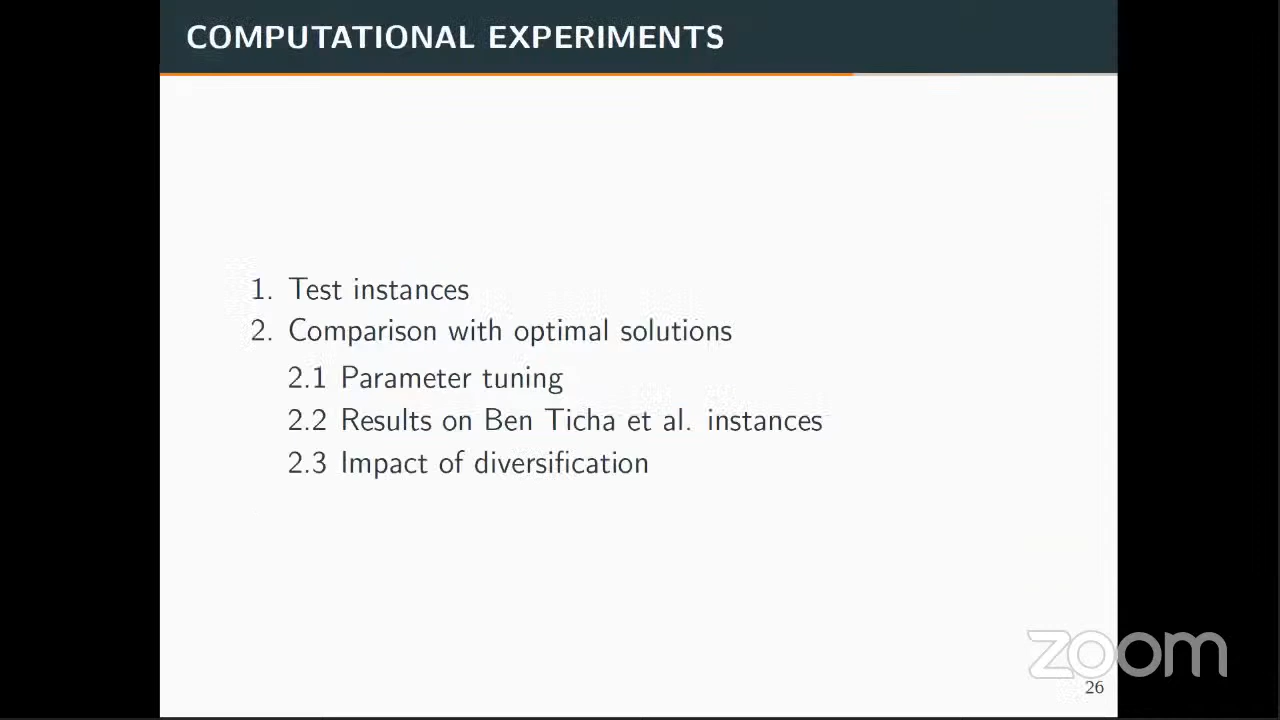 COMPUTATIONAL EXPERIMENTS
1. Test instances
2. Comparison with optimal solutions
2.1 Parameter tuning
2.2 Results on Ben Ticha et al. instances
2.3 Impact of diversification
zoom
26